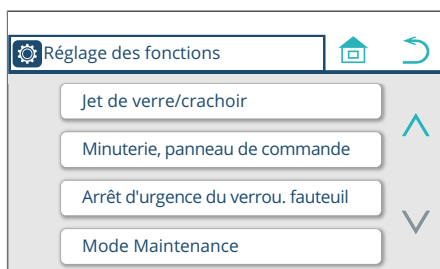 Réglage des fonctions
Jet de verre/crachoir
Minuterie, panneau de commande
Arrêt d'urgence du verrou. fauteuil
Mode Maintenance